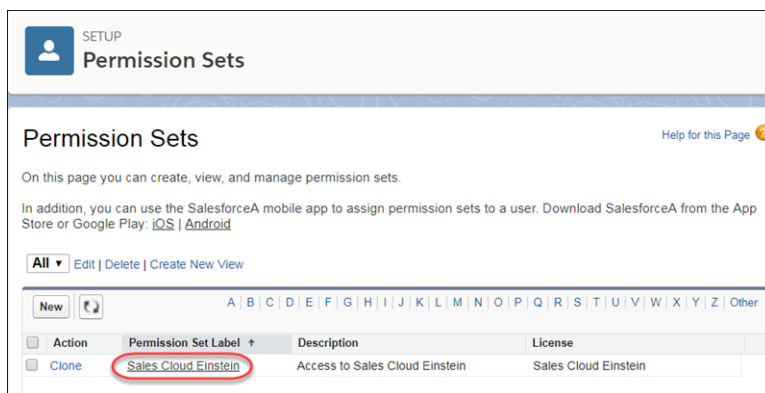 SETUP
Permission Sets
Permission Sets
Help for this Page ?
On this page you can create, view, and manage permission sets.
In addition, you can use the SalesforceA mobile app to assign permission sets to a user. Download SalesforceA from the App
Store or Google Play: iOS | Android
All ▼ Edit | Delete | Create New View
New A | B | C | D | E | F | G | H | I | J | K | L | M | N | O | P | Q | R | S | T | U | V | W | X | Y | Z | Other
Action Permission Set Label ↑ Description License
Clone Sales Cloud Einstein Access to Sales Cloud Einstein Sales Cloud Einstein